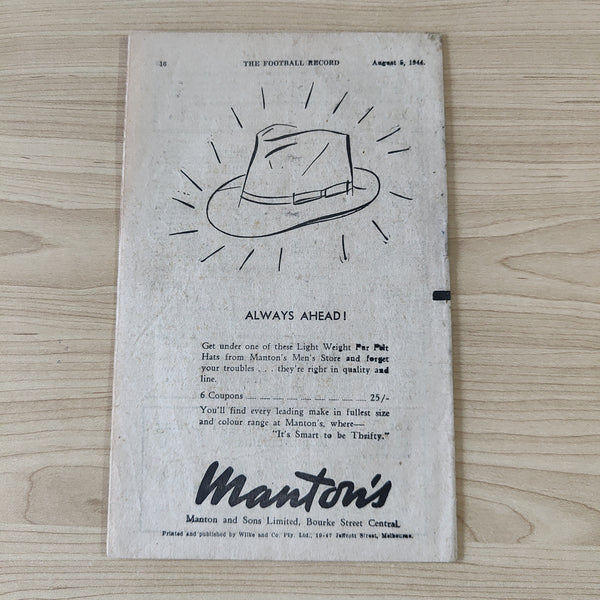 16 THE FOOTBALL RECORD August 5, 1944.
ALWAYS AHEAD!
Get under one of these Light Weight Fur Felt
Hats from Manton's Men's Store and forget
your troubles . . . they're right in quality and
line.
6 Coupons ........................ 25/-
You'll find every leading make in fullest size
and colour range at Manton's, where—
"It's Smart to be Thrifty."
Manton's
Manton and Sons Limited, Bourke Street Central.
Printed and published by Wilke and Co. Pty. Ltd., 19-47 Jeffcott Street, Melbourne.